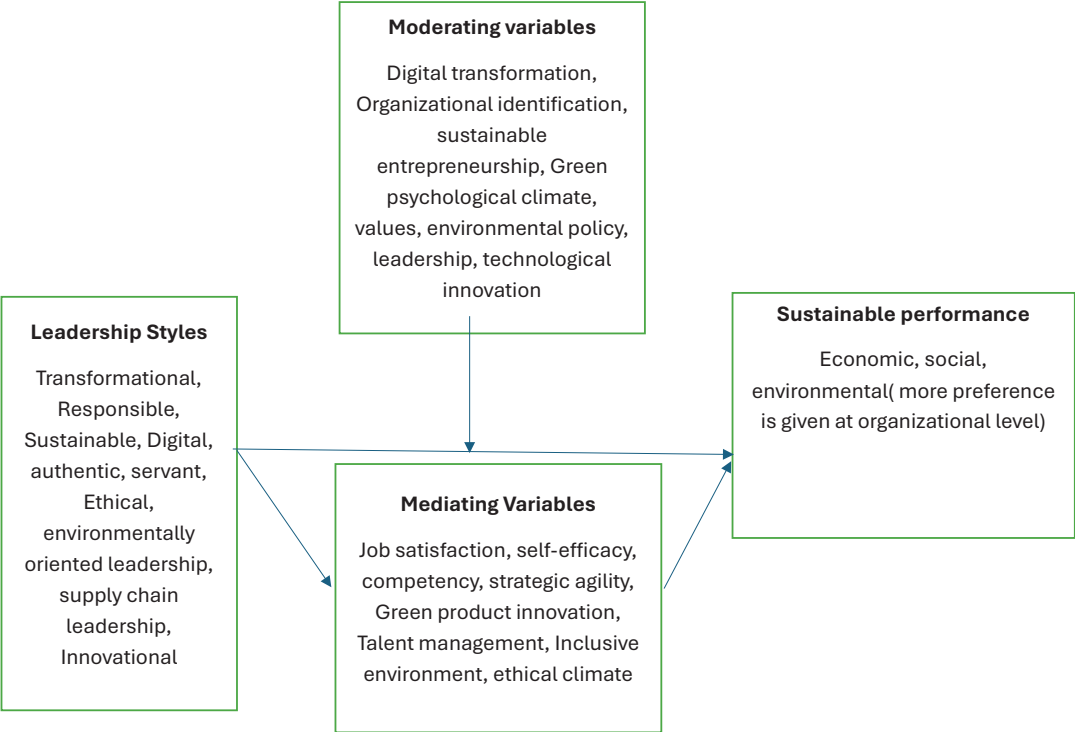 Moderating variables
Digital transformation,
Organizational identification,
sustainable
entrepreneurship, Green
psychological climate,
values, environmental policy,
leadership, technological
innovation
Leadership Styles
Transformational,
Responsible,
Sustainable, Digital,
authentic, servant,
Ethical,
environmentally
oriented leadership,
supply chain
leadership,
Innovational
Mediating Variables
Job satisfaction, self-efficacy,
competency, strategic agility,
Green product innovation,
Talent management, Inclusive
environment, ethical climate
Sustainable performance
Economic, social,
environmental( more preference
is given at organizational level)